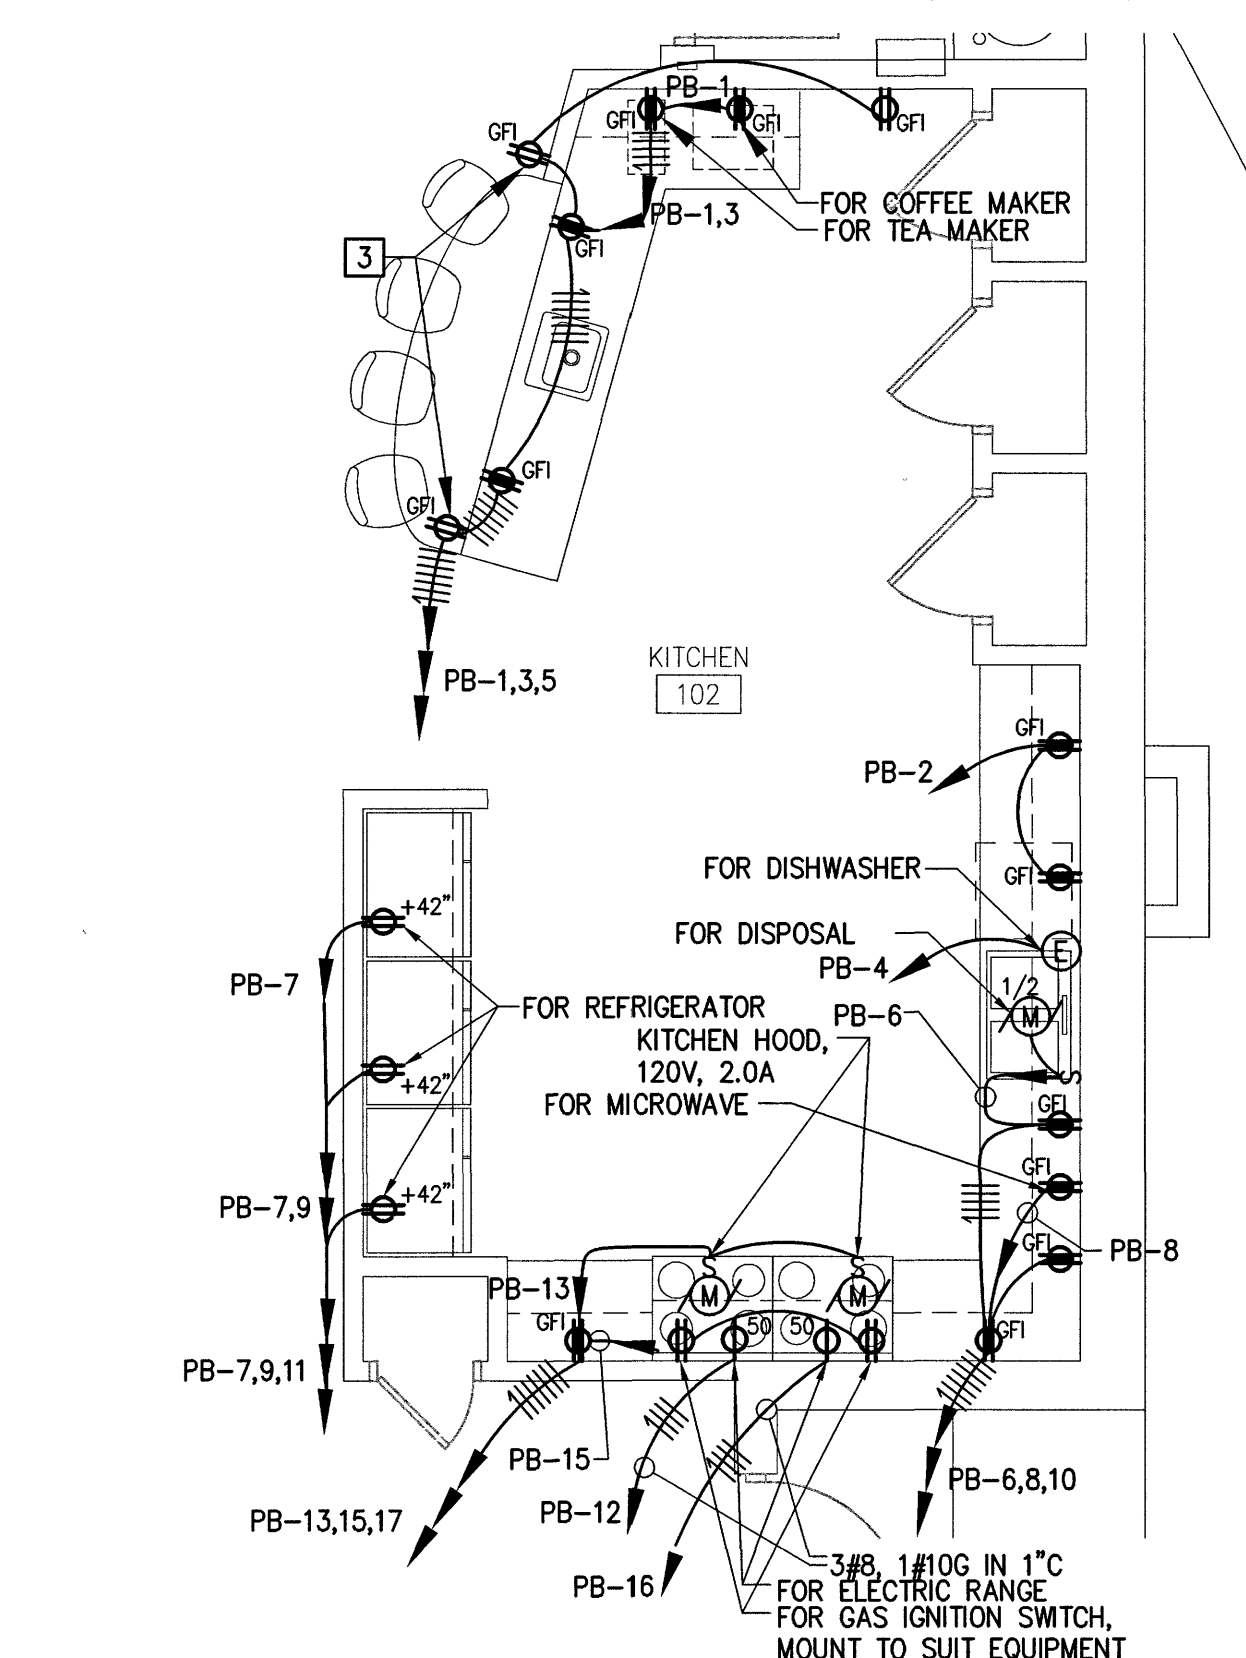 PB-1
GFI
GFI
GFI
GFI
PB-1,3
FOR COFFEE MAKER
FOR TEA MAKER
GFI
3
GFI
GFI
KITCHEN
102
PB-1,3,5
GFI
PB-2
FOR DISHWASHER
GFI
+42"
FOR DISPOSAL
E
PB-4
PB-7
1/2
FOR REFRIGERATOR
PB-6
M
KITCHEN HOOD,
120V, 2.0A
+42"
S
FOR MICROWAVE
GFI
GFI
+42"
PB-7,9
GFI
PB-8
S
S
PB-13
M
M
GFI
50
50
GFI
PB-7,9,11
PB-15
PB-6,8,10
PB-13,15,17
PB-12
3#8, 1#10G IN 1"C
PB-16
FOR ELECTRIC RANGE
FOR GAS IGNITION SWITCH,
MOUNT TO SUIT EQUIPMENT